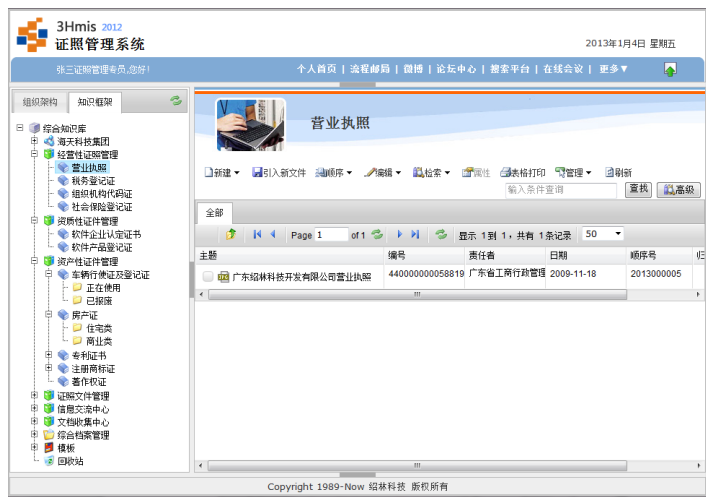 3Hmis 2012
证照管理系统
2013年1月4日 星期五
张三证照管理专员,您好!
个人首页 | 流程邮局 | 微博 | 论坛中心 | 搜索平台 | 在线会议 | 更多▼
组织架构 知识框架
综合知识库
海天科技集团
经营性证照管理
营业执照
税务登记证
组织机构代码证
社会保险登记证
资质性证件管理
软件企业认定证书
软件产品登记证
资产性证件管理
车辆行使证及登记证
正在使用
已报废
房产证
住宅类
商业类
专利证书
注册商标证
著作权证
证照文件管理
信息交流中心
文档收集中心
综合档案管理
模板
回收站
营业执照
新建 引入新文件 顺序 编辑 检索 属性 表格打印 管理 刷新
输入条件查询 查找 高级
全部
Page 1 of 1 显示 1到 1, 共有 1条记录 50
主题 编号 责任者 日期 顺序号 归
广东绍林科技开发有限公司营业执照 440000000058819 广东省工商行政管理 2009-11-18 2013000005
Copyright 1989-Now 绍林科技 版权所有